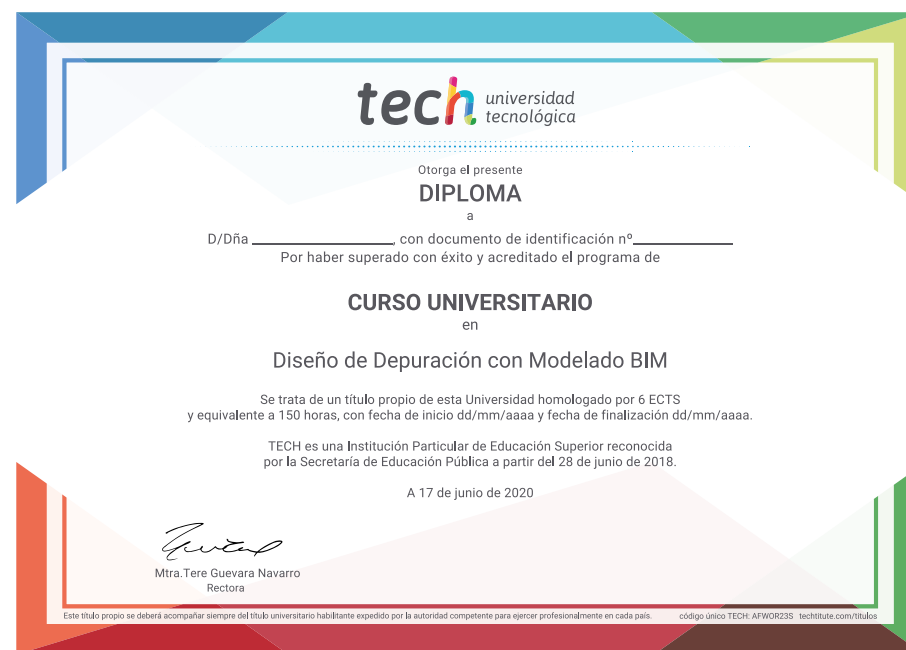 tech universidad
tecnológica
Otorga el presente
DIPLOMA
a
D/Dña ____________________, con documento de identificación nº______________
Por haber superado con éxito y acreditado el programa de
CURSO UNIVERSITARIO
en
Diseño de Depuración con Modelado BIM
Se trata de un título propio de esta Universidad homologado por 6 ECTS
y equivalente a 150 horas, con fecha de inicio dd/mm/aaaa y fecha de finalización dd/mm/aaaa.
TECH es una Institución Particular de Educación Superior reconocida
por la Secretaría de Educación Pública a partir del 28 de junio de 2018.
A 17 de junio de 2020
Mtra.Tere Guevara Navarro
Rectora
Este título propio se deberá acompañar siempre del título universitario habilitante expedido por la autoridad competente para ejercer profesionalmente en cada país. código único TECH: AFWOR23S techtitute.com/titulos